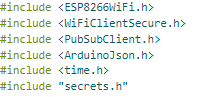 #include <ESP8266WiFi.h>
#include <WiFiClientSecure.h>
#include <PubSubClient.h>
#include <ArduinoJson.h>
#include <time.h>
#include "secrets.h"